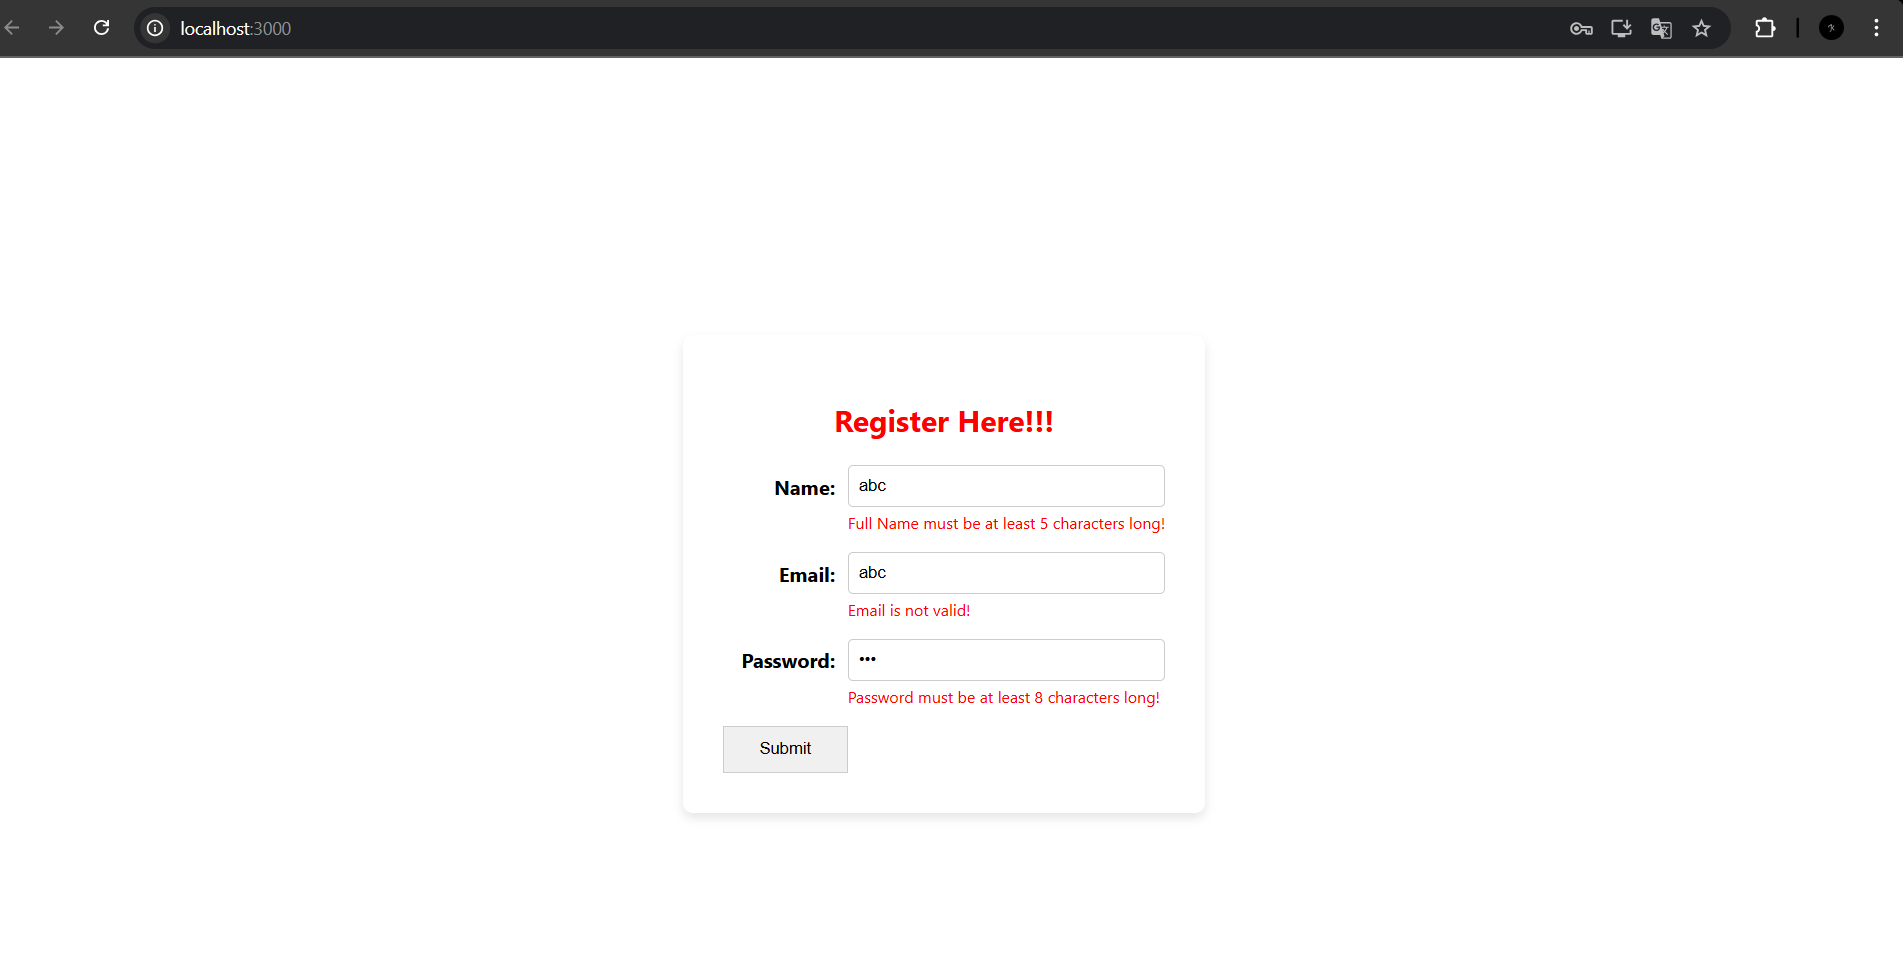 localhost:3000
Register Here!!!
Name: abc
Full Name must be at least 5 characters long!
Email: abc
Email is not valid!
Password: •••
Password must be at least 8 characters long!
Submit